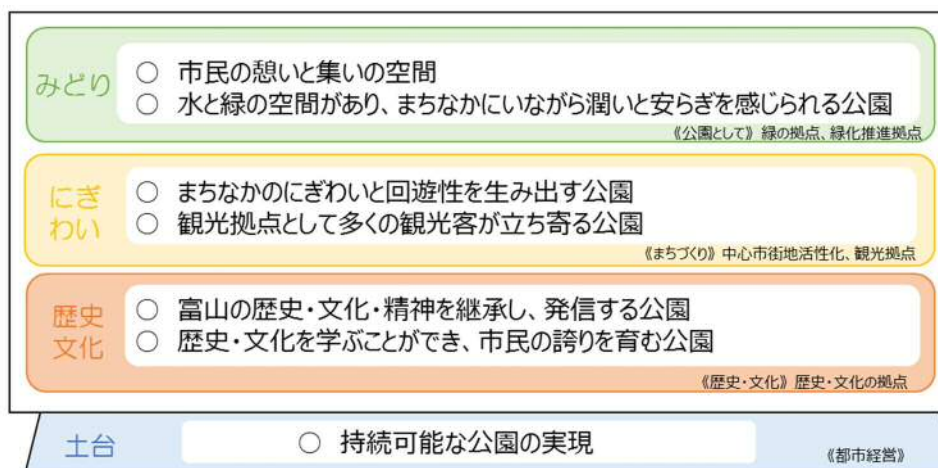 みどり
○ 市民の憩いと集いの空間
○ 水と緑の空間があり、まちなかにいながら潤いと安らぎを感じられる公園
《公園として》 緑の拠点、緑化推進拠点
にぎ
わい
○ まちなかのにぎわいと回遊性を生み出す公園
○ 観光拠点として多くの観光客が立ち寄る公園
《まちづくり》 中心市街地活性化、観光拠点
歴史
文化
○ 富山の歴史・文化・精神を継承し、発信する公園
○ 歴史・文化を学ぶことができ、市民の誇りを育む公園
《歴史・文化》 歴史・文化の拠点
土台
○ 持続可能な公園の実現
《都市経営》